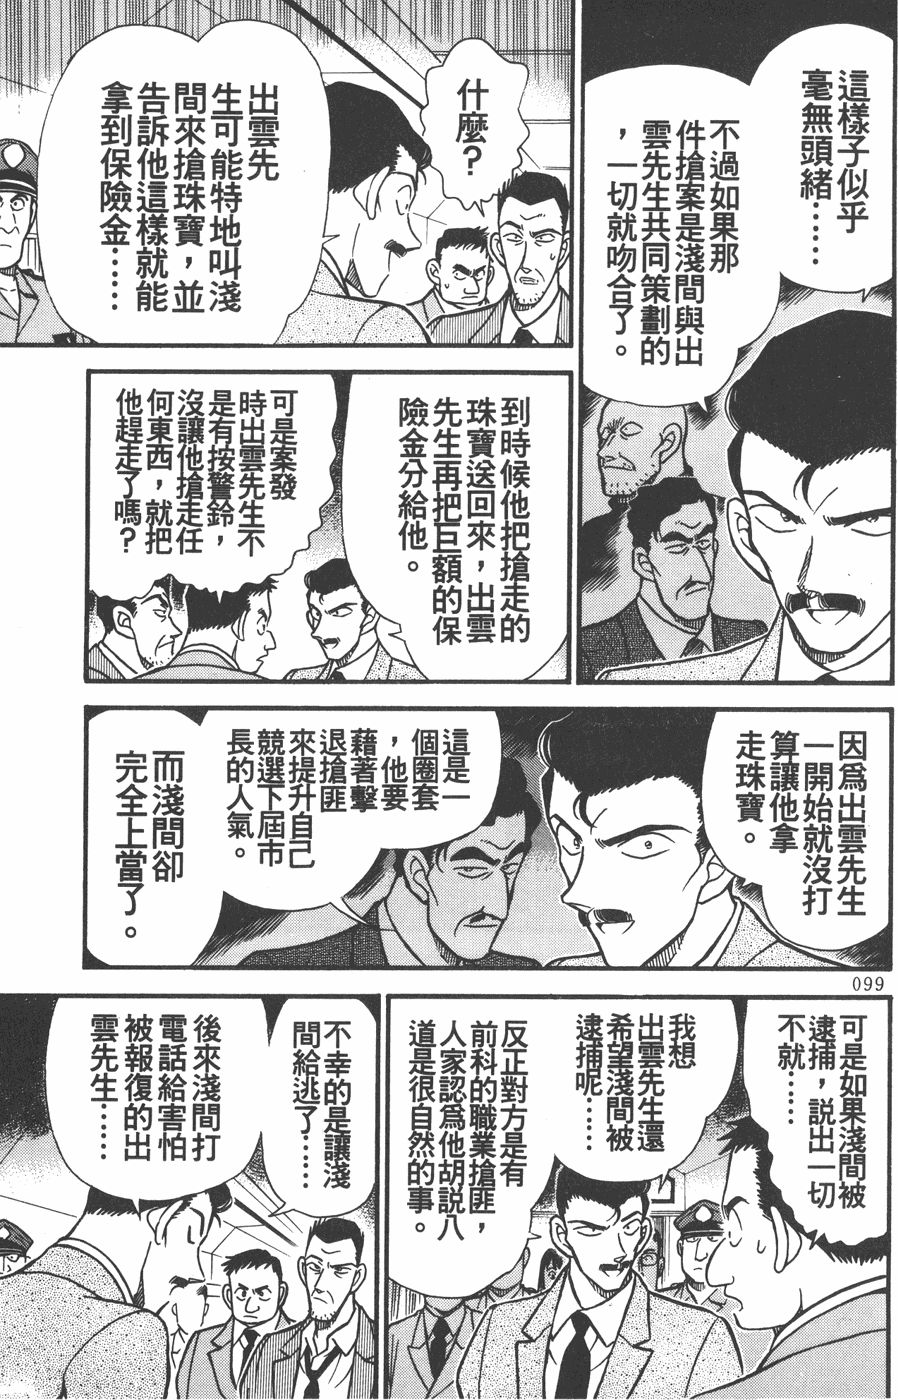 這樣子似乎
毫無頭緒……
不過如果那
件搶案是淺間與出
雲先生共同策劃的
，一切就吻合了。
什麼？
出雲先
生可能特地叫淺
間來搶珠寶，並
告訴他這樣就能
拿到保險金……
到時候他把搶走的
珠寶送回來，出雲
先生再把巨額的保
險金分給他。
可是案發
時出雲先生不
是有按警鈴，
沒讓他搶走任
何東西，就把
他趕走了嗎？
因為出雲先生
一開始就沒打
算讓他拿
走珠寶。
這是一
個圈套
，他要
藉著擊
退搶匪
來提升自己
競選下屆市
長的人氣。
而淺間卻
完全上當了。
099
可是如果淺間被
逮捕，說出一切
不就……
我想
出雲先生還
希望淺間被
逮捕呢……
反正對方是有
前科的職業搶匪，
人家認為他胡說八
道是很自然的事。
不幸的是讓淺
間給逃了……
後來淺間打
電話給害怕
被報復的出
雲先生……